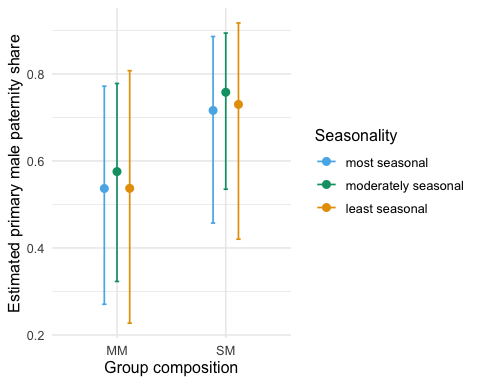 Estimated primary male paternity share
0.8
0.6
0.4
0.2
MM
SM
Group composition
Seasonality
most seasonal
moderately seasonal
least seasonal